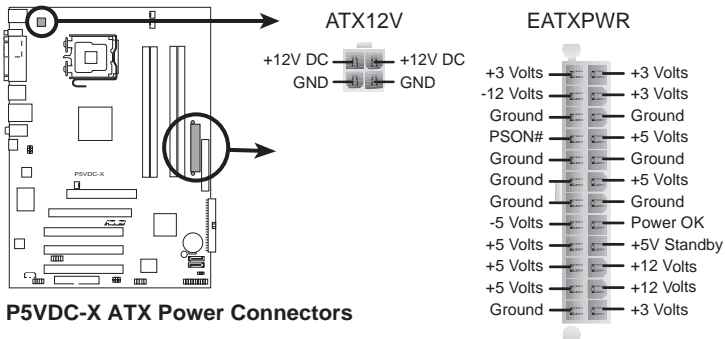 ATX12V
EATXPWR
+12V DC +12V DC
GND GND
+3 Volts +3 Volts
-12 Volts +3 Volts
Ground Ground
PSON# +5 Volts
Ground Ground
Ground +5 Volts
Ground Ground
-5 Volts Power OK
+5 Volts +5V Standby
+5 Volts +12 Volts
+5 Volts +12 Volts
Ground +3 Volts
P5VDC-X
ASUS
P5VDC-X ATX Power Connectors